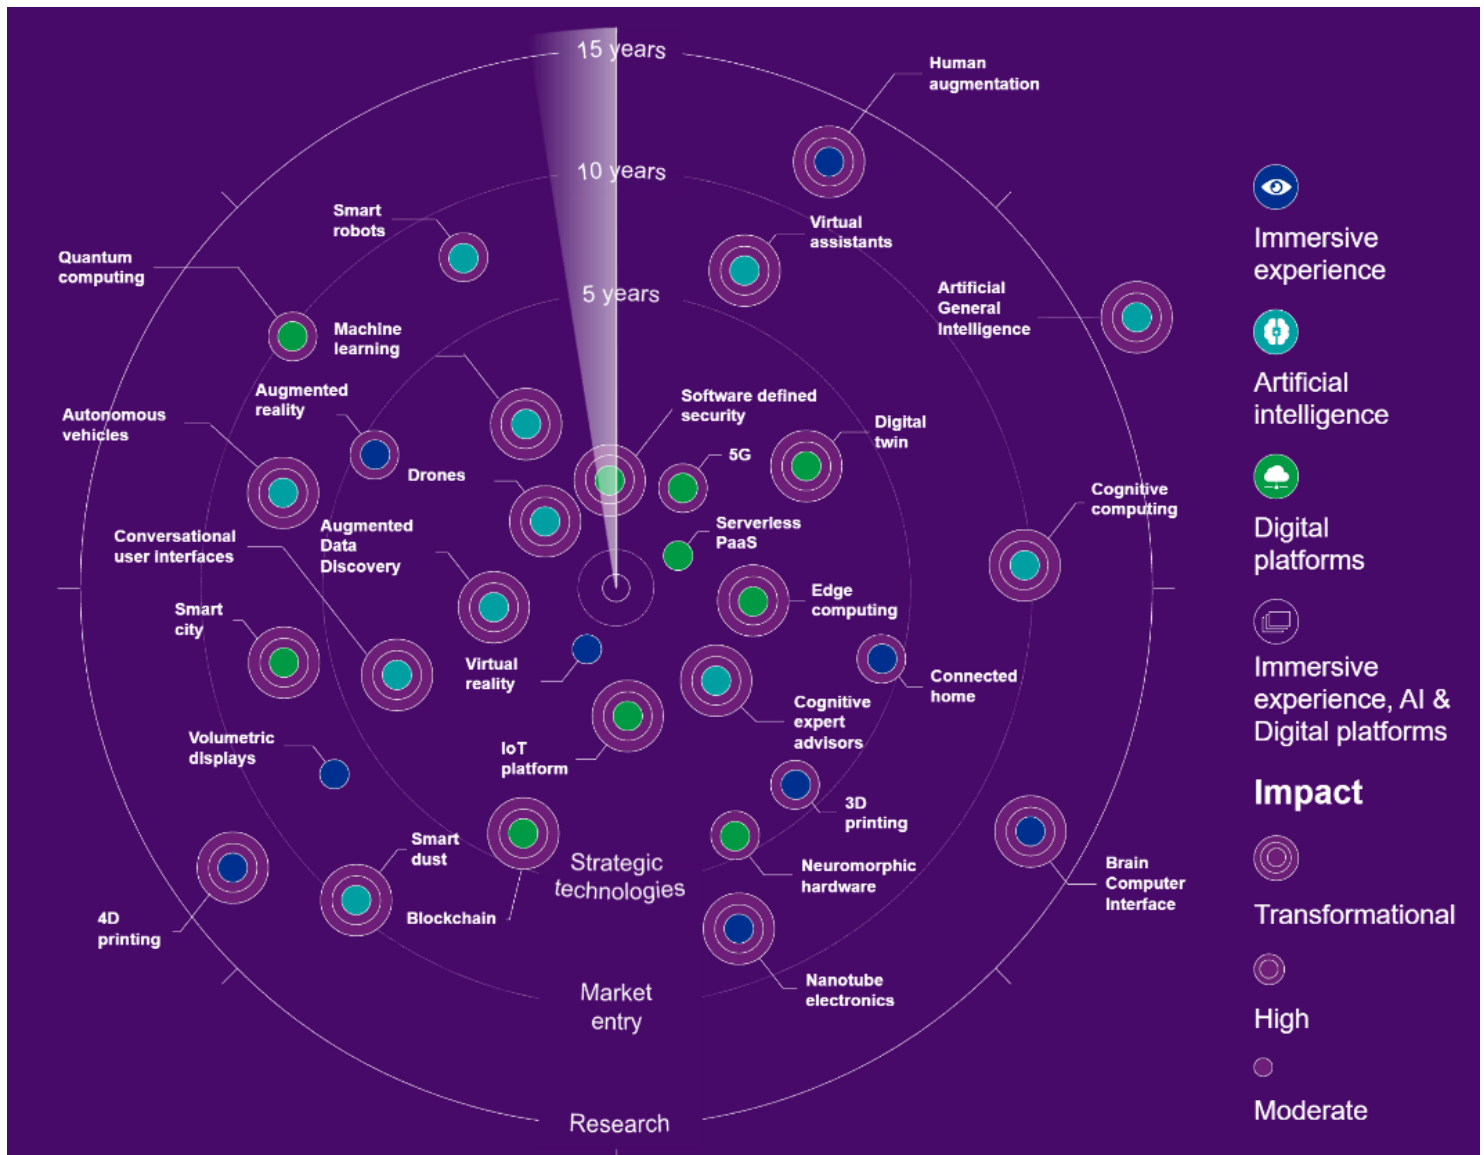 15 years
10 years
5 years
Human
augmentation
Smart
robots
Virtual
assistants
Quantum
computing
Artificial
General
Intelligence
Machine
learning
Augmented
reality
Autonomous
vehicles
Software defined
security
Digital
twin
5G
Drones
Cognitive
computing
Conversational
user interfaces
Augmented
Data
Discovery
Serverless
PaaS
Edge
computing
Smart
city
Virtual
reality
Connected
home
Cognitive
expert
advisors
Volumetric
displays
IoT
platform
3D
printing
Smart
dust
Strategic
technologies
Neuromorphic
hardware
Brain
Computer
Interface
4D
printing
Blockchain
Nanotube
electronics
Market
entry
Research
Immersive
experience
Artificial
intelligence
Digital
platforms
Immersive
experience, AI &
Digital platforms
Impact
Transformational
High
Moderate